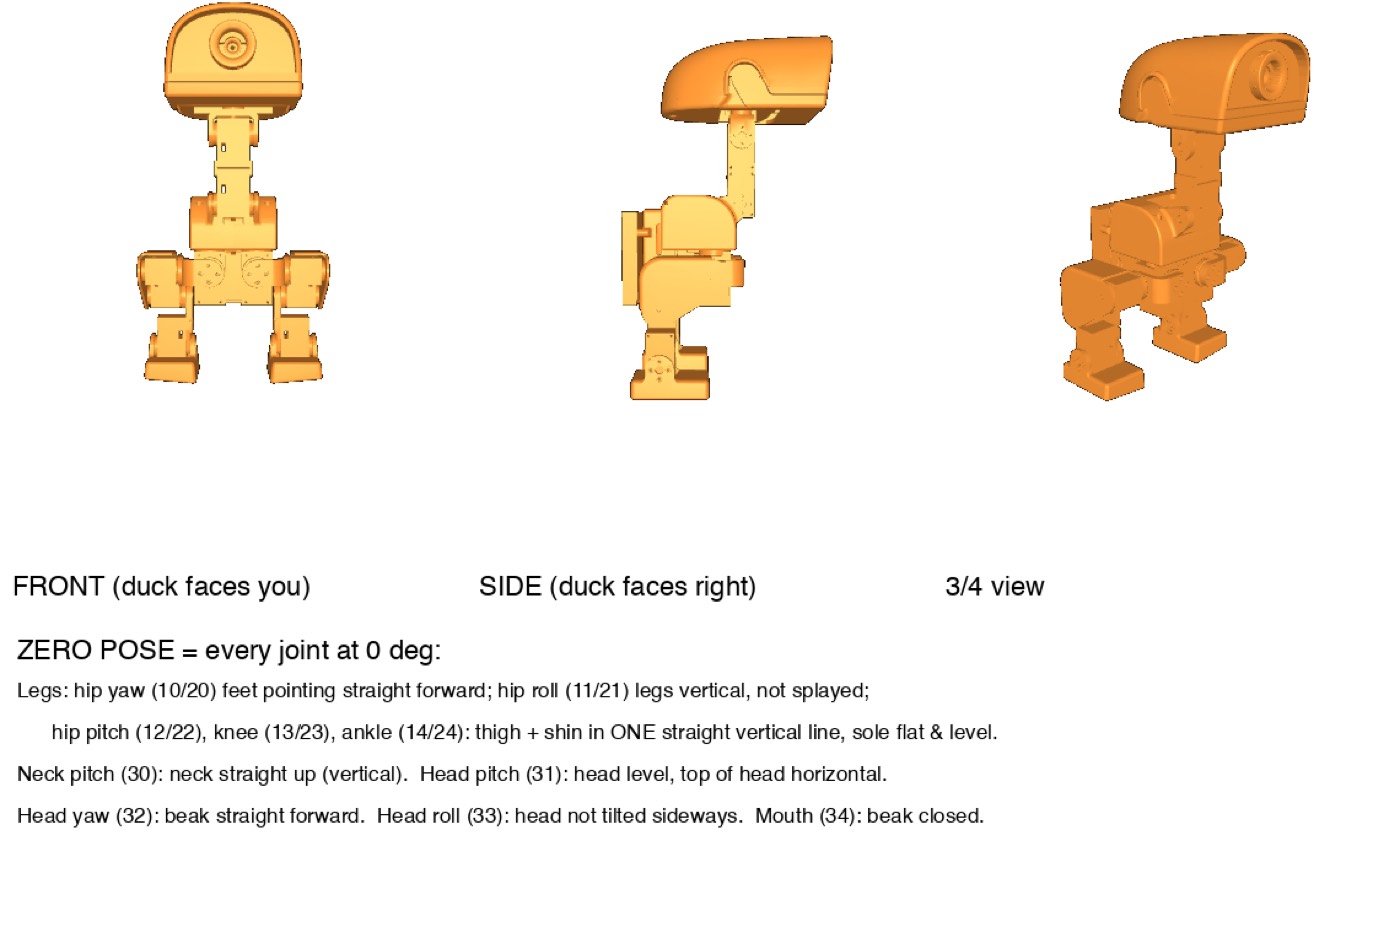 FRONT (duck faces you)
SIDE (duck faces right)
3/4 view
ZERO POSE = every joint at 0 deg:
Legs: hip yaw (10/20) feet pointing straight forward; hip roll (11/21) legs vertical, not splayed;
hip pitch (12/22), knee (13/23), ankle (14/24): thigh + shin in ONE straight vertical line, sole flat & level.
Neck pitch (30): neck straight up (vertical).  Head pitch (31): head level, top of head horizontal.
Head yaw (32): beak straight forward.  Head roll (33): head not tilted sideways.  Mouth (34): beak closed.